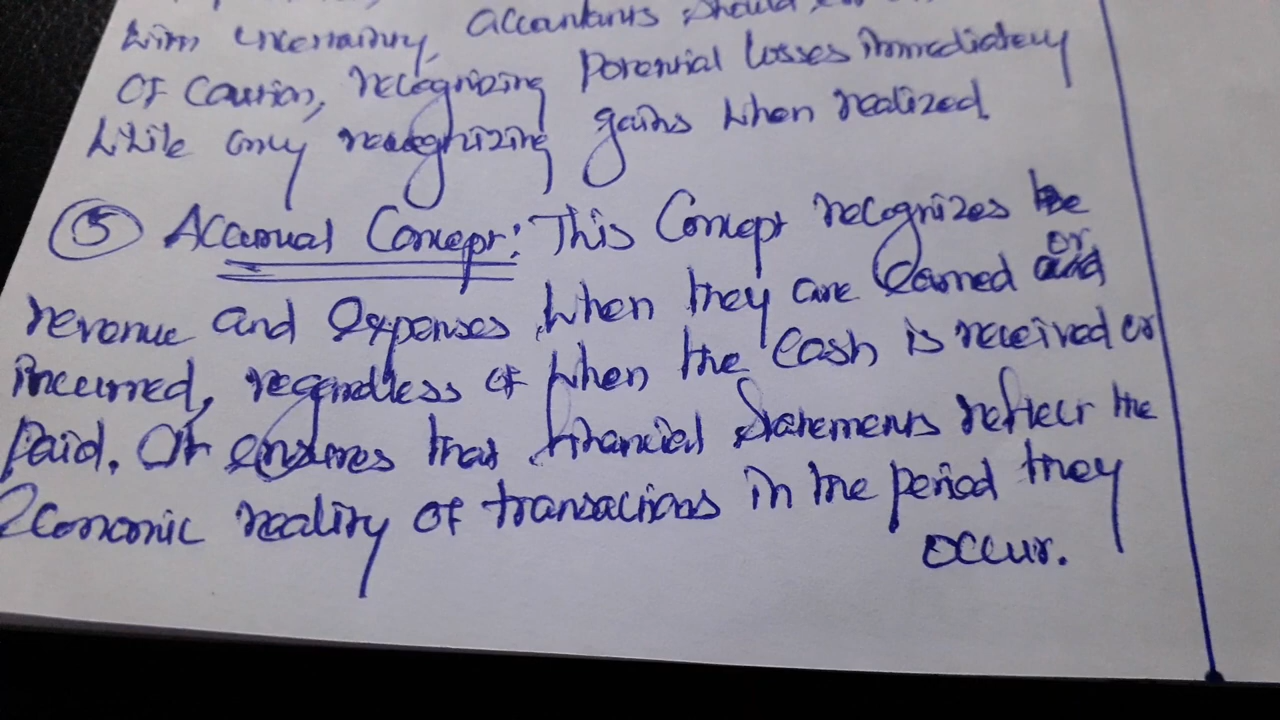 with uncertainty, accountants should
of caution, recognizing potential losses immediately
while only recognizing gains when realized.
(5) Accrual Concept: This Concept recognizes
revenue and expenses when they are earned or
incurred, regardless of when the cash is received or
paid. It ensures that financial statements reflect the
economic reality of transactions in the period they
occur.